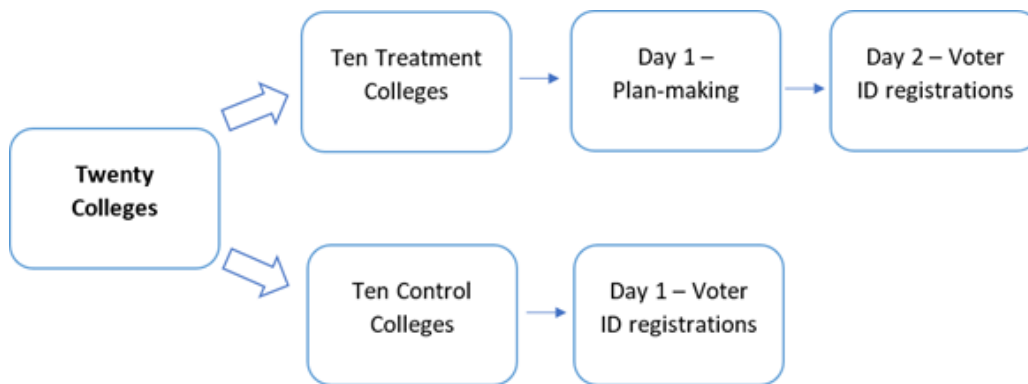 Ten Treatment
Colleges
Day 1 –
Plan-making
Day 2 – Voter
ID registrations
Twenty
Colleges
Ten Control
Colleges
Day 1 – Voter
ID registrations